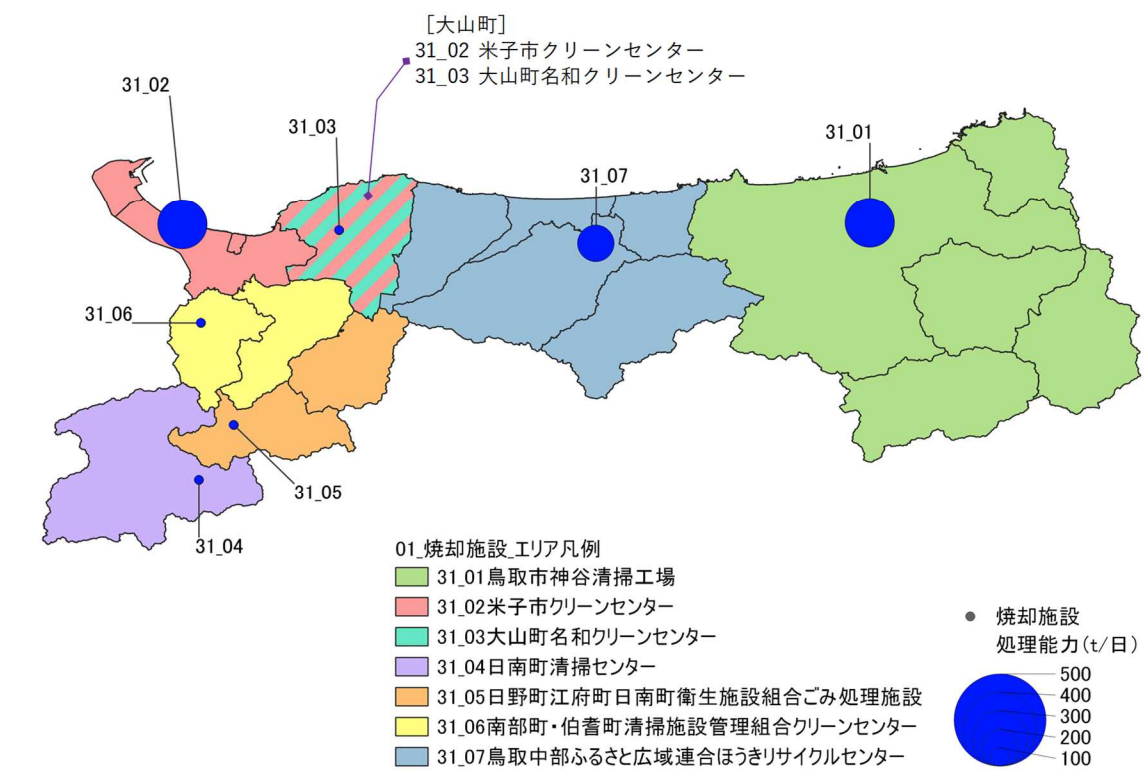 [大山町]
31_02 米子市クリーンセンター
31_03 大山町名和クリーンセンター
31_02
31_03
31_01
31_07
31_06
31_05
31_04
01_焼却施設_エリア凡例
31_01鳥取市神谷清掃工場
31_02米子市クリーンセンター
31_03大山町名和クリーンセンター
31_04日南町清掃センター
31_05日野町江府町日南町衛生施設組合ごみ処理施設
31_06南部町・伯耆町清掃施設管理組合クリーンセンター
31_07鳥取中部ふるさと広域連合ほうきリサイクルセンター
焼却施設
処理能力(t/日)
500
400
300
200
100